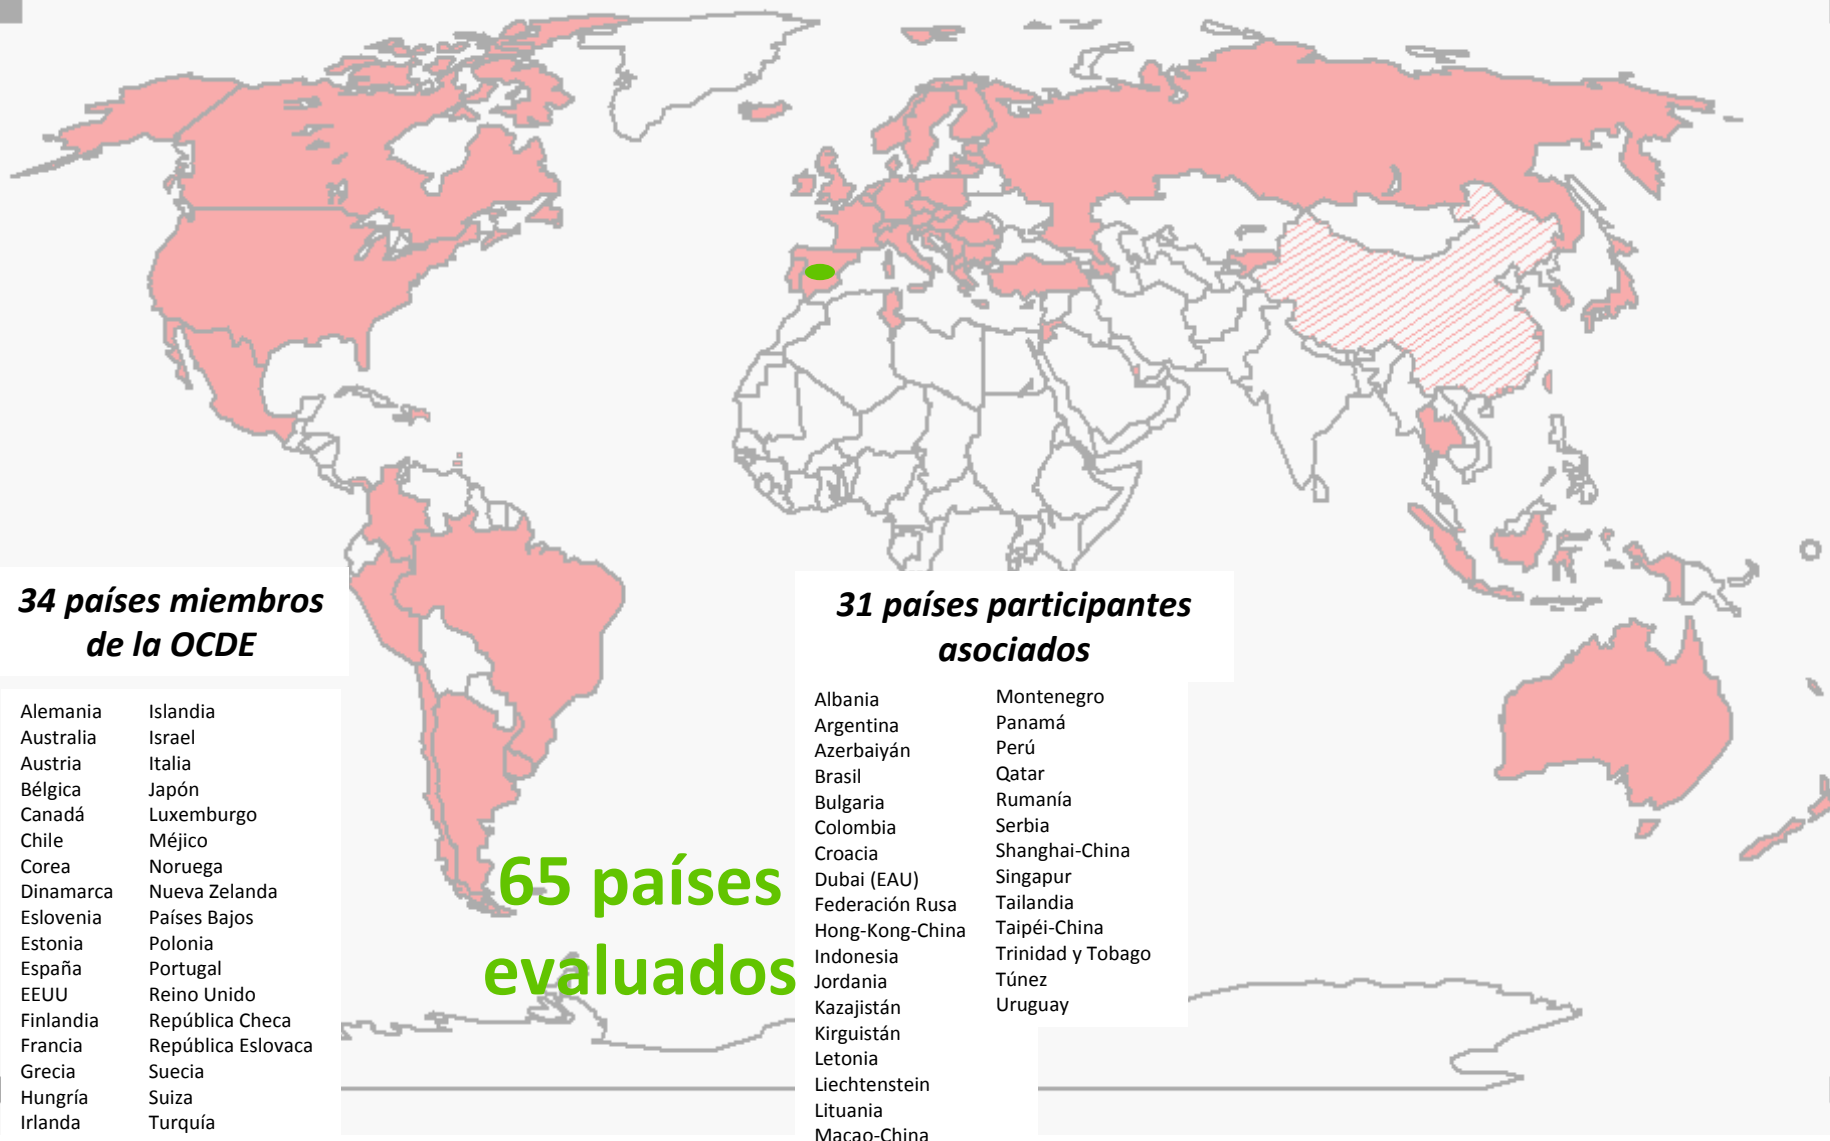 34 países miembros
de la OCDE
Alemania
Australia
Austria
Bélgica
Canadá
Chile
Corea
Dinamarca
Eslovenia
Estonia
España
EEUU
Finlandia
Francia
Grecia
Hungría
Irlanda
Islandia
Israel
Italia
Japón
Luxemburgo
Méjico
Noruega
Nueva Zelanda
Países Bajos
Polonia
Portugal
Reino Unido
República Checa
República Eslovaca
Suecia
Suiza
Turquía
65 países
evaluados
31 países participantes
asociados
Albania
Argentina
Azerbaiyán
Brasil
Bulgaria
Colombia
Croacia
Dubai (EAU)
Federación Rusa
Hong-Kong-China
Indonesia
Jordania
Kazajistán
Kirguistán
Letonia
Liechtenstein
Lituania
Macao-China
Montenegro
Panamá
Perú
Qatar
Rumanía
Serbia
Shanghai-China
Singapur
Tailandia
Taipéi-China
Trinidad y Tobago
Túnez
Uruguay